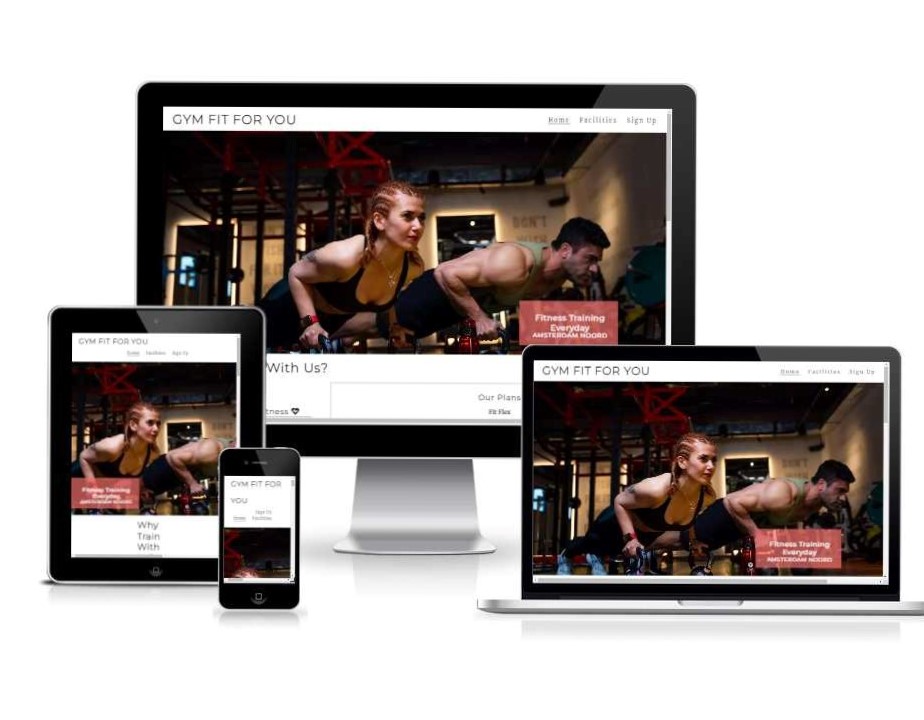 GYM FIT FOR YOU
Home Facilities Sign Up
DON'T
Fitness Training
Everyday
AMSTERDAM NOORD
With Us?
Our Plans
tness
Fit Flex
GYM FIT FOR YOU
Home Facilities Sign Up
Fitness Training
Everyday
AMSTERDAM NOORD
Why
Train
With
GYM FIT FOR
YOU
Sign Up
Home Facilities
GYM FIT FOR YOU
Home Facilities Sign Up
DON'T
Fitness Training
Everyday
AMSTERDAM NOORD